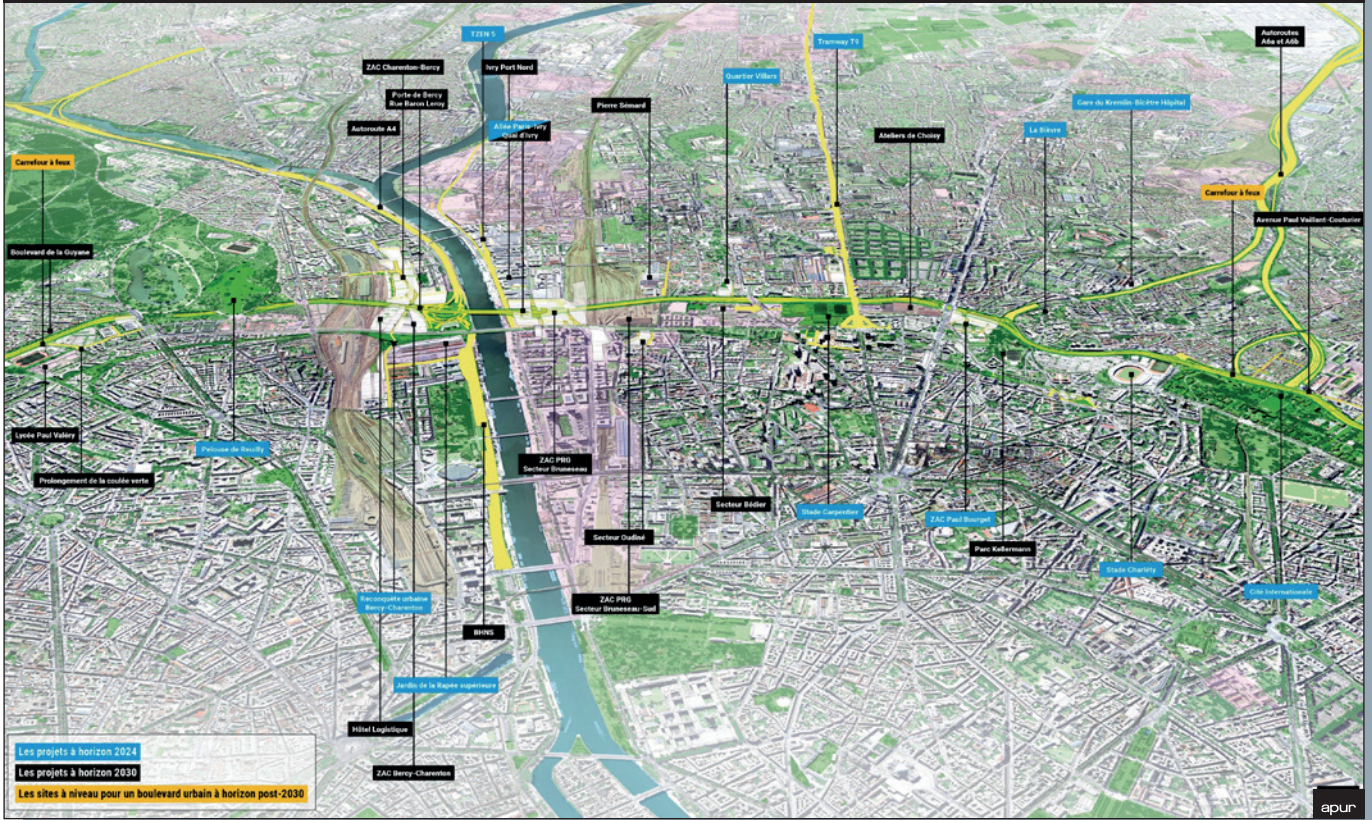 TZEN 5
Tramway T9
Autoroutes
A6a et A6b
ZAC Charenton-Bercy
Ivry Port Nord
Quartier Villars
Porte de Bercy
Rue Baron Leroy
Pierre Sémard
Gare du Kremlin-Bicêtre Hôpital
Autoroute A4
Allée Paris-Ivry
Quai d'Ivry
Ateliers de Choisy
La Bièvre
Carrefour à feux
Carrefour à feux
Avenue Paul Vaillant-Couturier
Boulevard de la Guyane
Lycée Paul Valéry
Pelouse de Reuilly
Prolongement de la coulée verte
ZAC PRG
Secteur Bruneseau
Secteur Bédier
Stade Carpentier
ZAC Paul Bourget
Secteur Oudiné
Parc Kellermann
Stade Charléty
Cité Internationale
Reconquête urbaine
Bercy-Charenton
ZAC PRG
Secteur Bruneseau-Sud
BHNS
Jardin de la Rapée supérieure
Hôtel Logistique
ZAC Bercy-Charenton
Les projets à horizon 2024
Les projets à horizon 2030
Les sites à niveau pour un boulevard urbain à horizon post-2030
apur